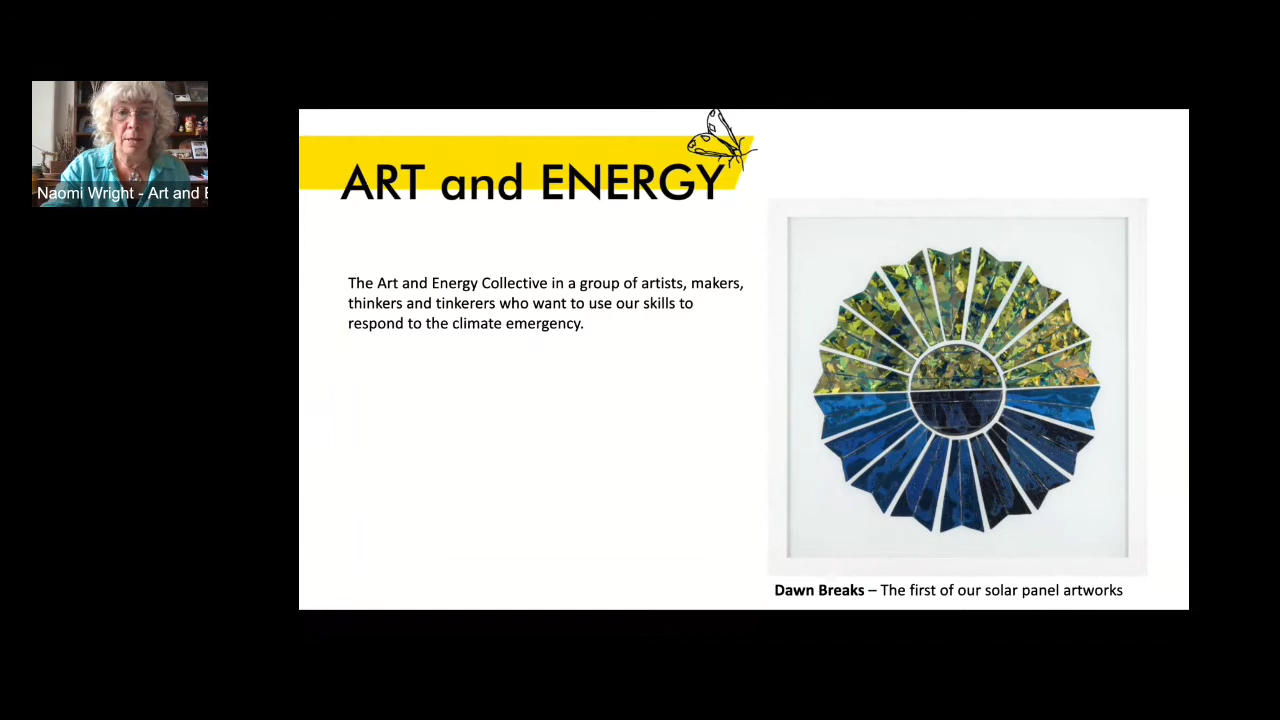 Naomi Wright - Art and E
ART and ENERGY
The Art and Energy Collective in a group of artists, makers,
thinkers and tinkerers who want to use our skills to
respond to the climate emergency.
Dawn Breaks – The first of our solar panel artworks